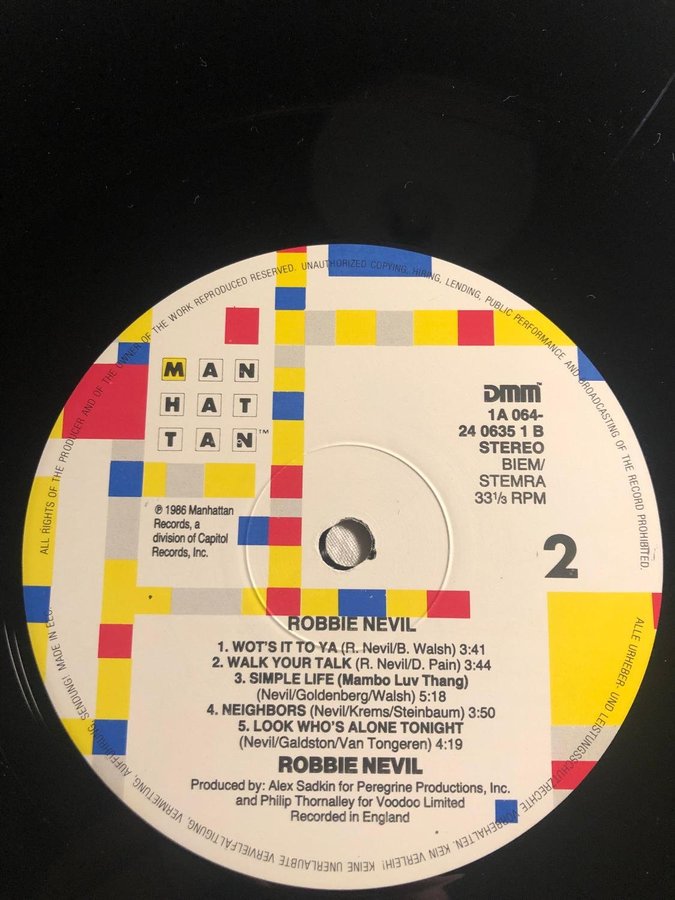 ALL RIGHTS OF THE PRODUCER AND OF THE OWNER OF THE WORK REPRODUCED RESERVED. UNAUTHORIZED COPYING, HIRING, LENDING, PUBLIC PERFORMANCE AND BROADCASTING OF THE RECORD PROHIBITED.
MAN
HAT
TAN™
DMM™
1A 064-
24 0635 1 B
STEREO
BIEM/
STEMRA
33⅓ RPM
℗ 1986 Manhattan
Records, a
division of Capitol
Records, Inc.
2
ROBBIE NEVIL
1. WOT'S IT TO YA (R. Nevil/B. Walsh) 3:41
2. WALK YOUR TALK (R. Nevil/D. Pain) 3:44
3. SIMPLE LIFE (Mambo Luv Thang)
(Nevil/Goldenberg/Walsh) 5:18
4. NEIGHBORS (Nevil/Krems/Steinbaum) 3:50
5. LOOK WHO'S ALONE TONIGHT
(Nevil/Galdston/Van Tongeren) 4:19
ROBBIE NEVIL
Produced by: Alex Sadkin for Peregrine Productions, Inc.
and Philip Thornalley for Voodoo Limited
Recorded in England
ALLE URHEBER- UND LEISTUNGSSCHUTZRECHTE VORBEHALTEN. KEIN VERLEIH! KEINE UNERLAUBTE VERVIELFÄLTIGUNG, VERMIETUNG, AUFFÜHRUNG, SENDUNG! MADE IN EEC.